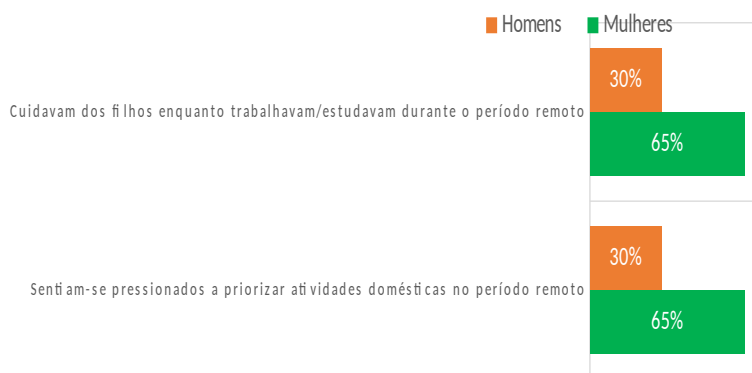 Homens Mulheres
30%
Cuidavam dos filhos enquanto trabalhavam/estudavam durante o período remoto
65%
30%
Sentiam-se pressionados a priorizar atividades domésticas no período remoto
65%